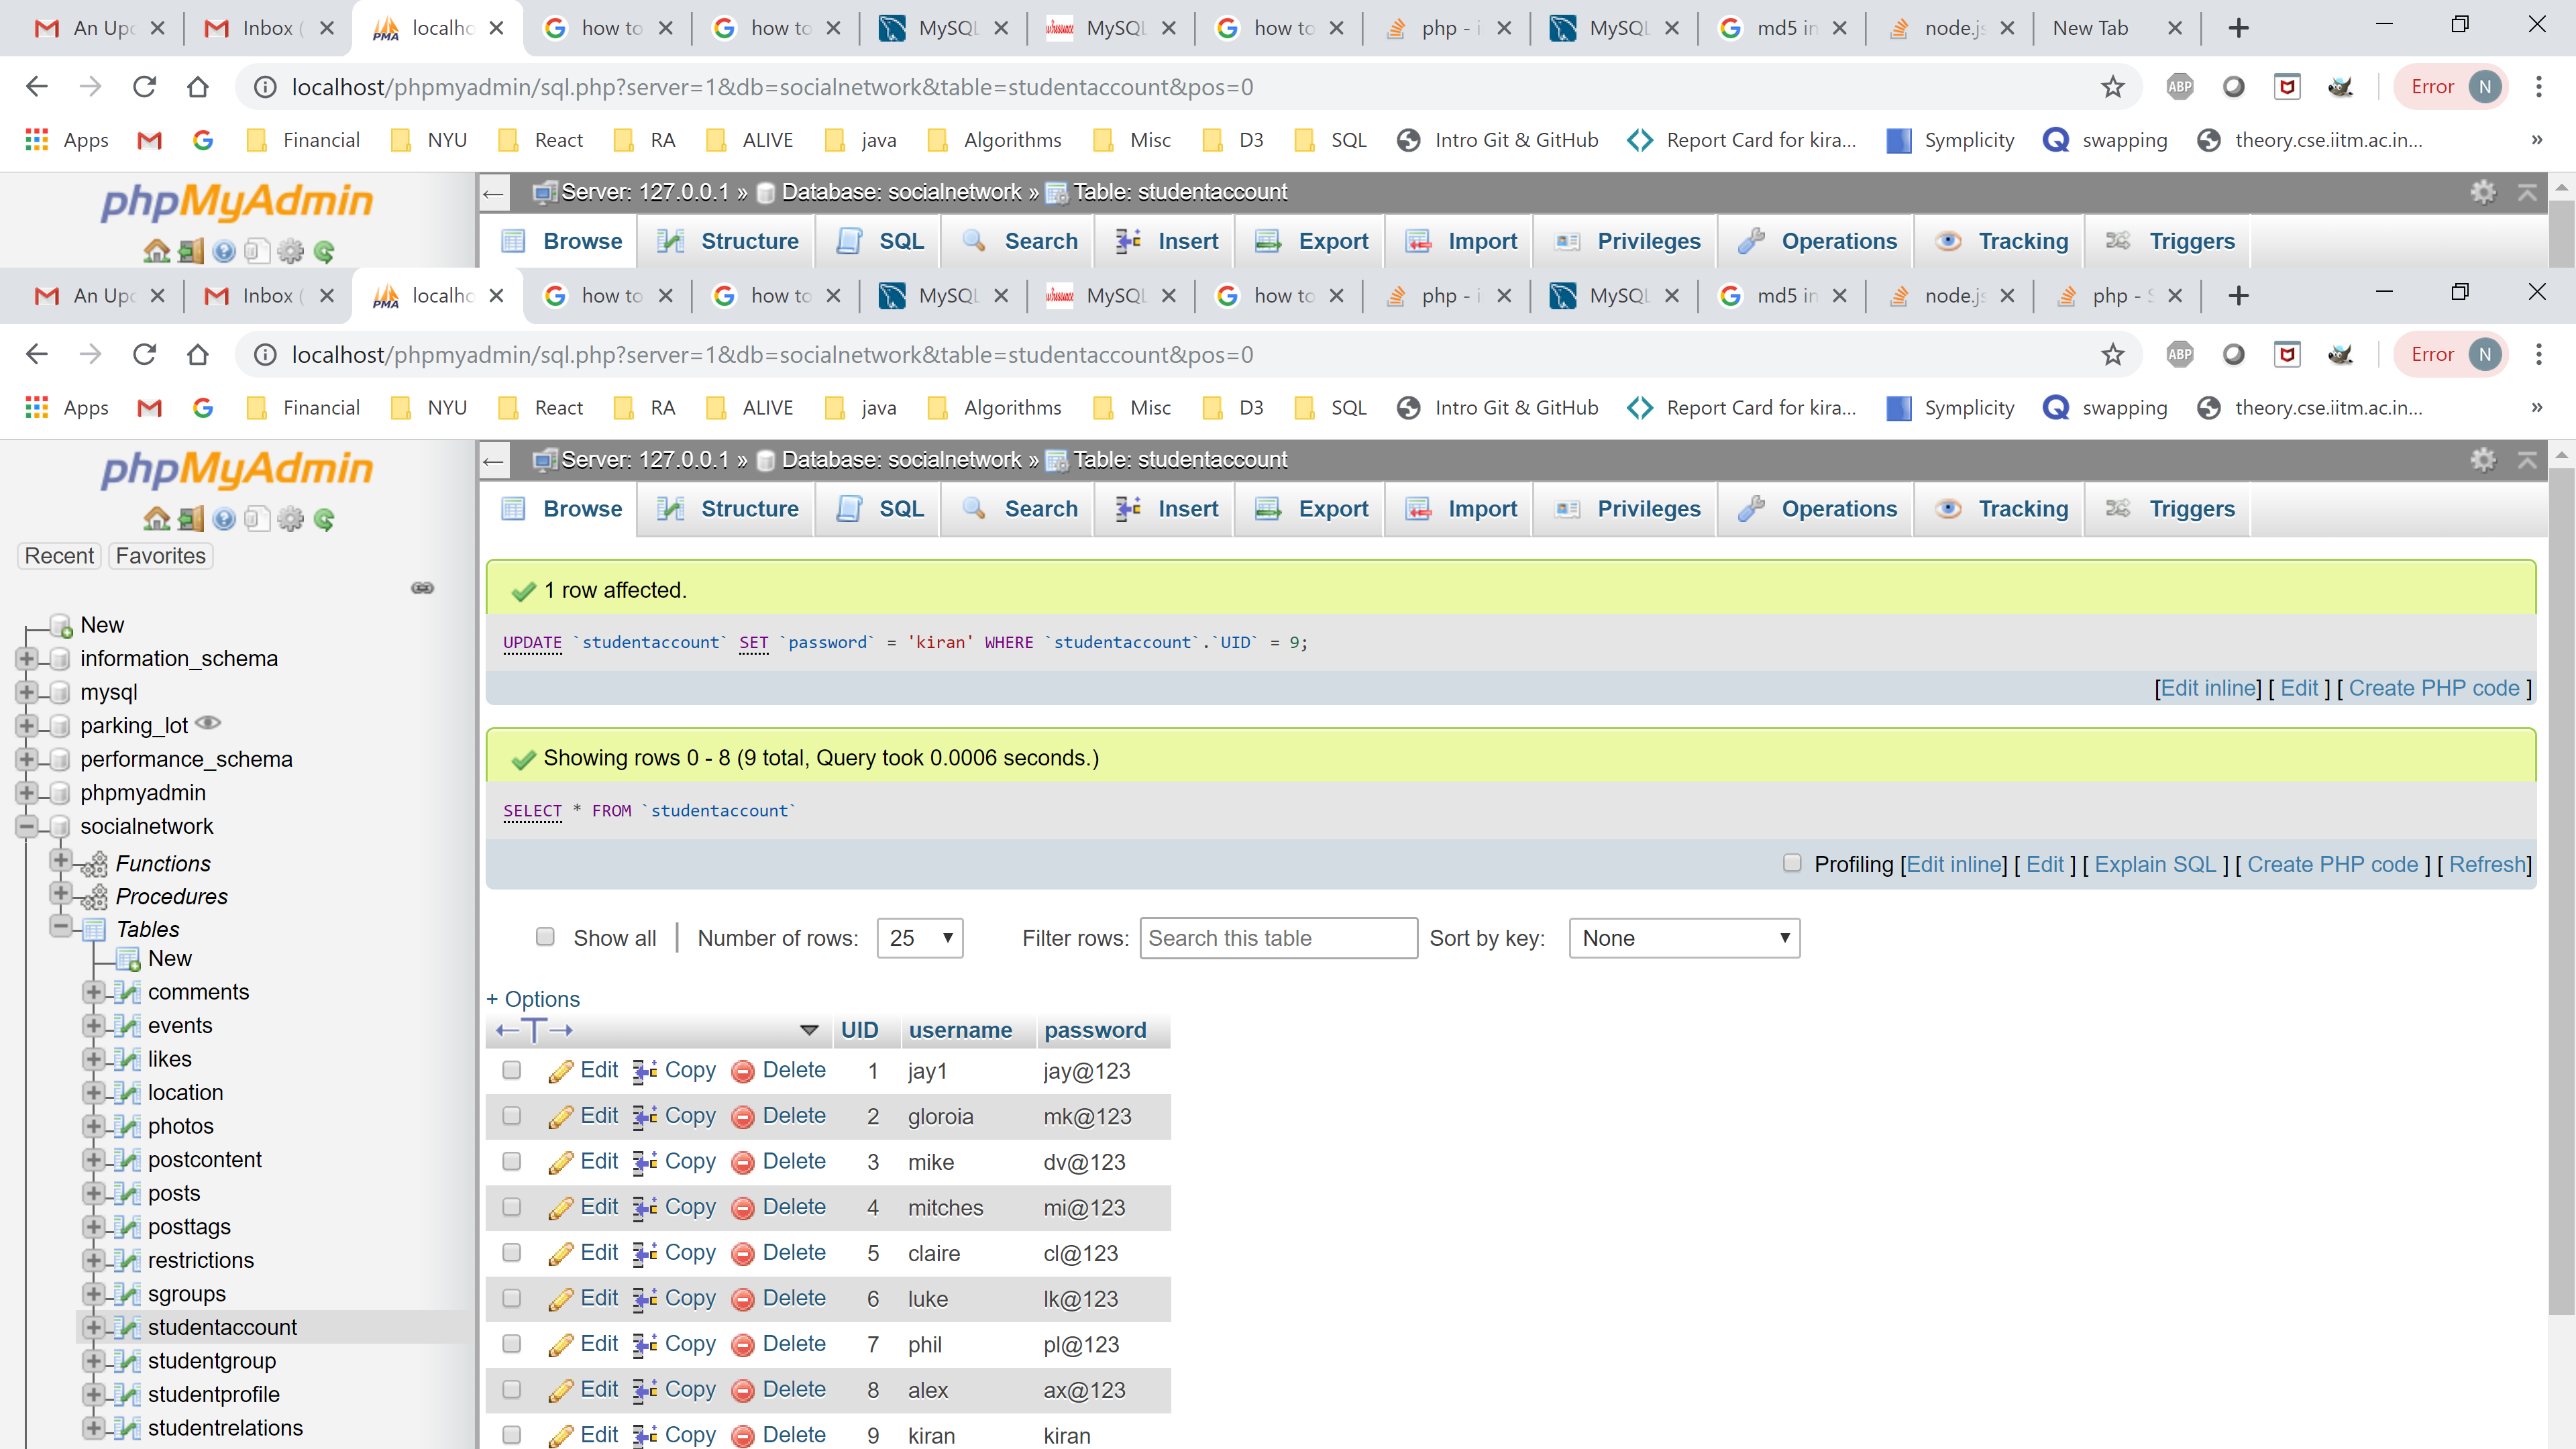 An Upd Inbox ( localho how to how to MySQL MySQL how to php - i MySQL md5 in node.js New Tab
localhost/phpmyadmin/sql.php?server=1&db=socialnetwork&table=studentaccount&pos=0 ABP Error N
Apps Financial NYU React RA ALIVE java Algorithms Misc D3 SQL Intro Git & GitHub Report Card for kira... Symplicity swapping theory.cse.iitm.ac.in... »
phpMyAdmin
← Server: 127.0.0.1 » Database: socialnetwork » Table: studentaccount
Browse Structure SQL Search Insert Export Import Privileges Operations Tracking Triggers
An Upd Inbox ( localho how to how to MySQL MySQL how to php - i MySQL md5 in node.js php - S
localhost/phpmyadmin/sql.php?server=1&db=socialnetwork&table=studentaccount&pos=0 ABP Error N
Apps Financial NYU React RA ALIVE java Algorithms Misc D3 SQL Intro Git & GitHub Report Card for kira... Symplicity swapping theory.cse.iitm.ac.in... »
phpMyAdmin
Recent Favorites
New
information_schema
mysql
parking_lot
performance_schema
phpmyadmin
socialnetwork
Functions
Procedures
Tables
New
comments
events
likes
location
photos
postcontent
posts
posttags
restrictions
sgroups
studentaccount
studentgroup
studentprofile
studentrelations
← Server: 127.0.0.1 » Database: socialnetwork » Table: studentaccount
Browse Structure SQL Search Insert Export Import Privileges Operations Tracking Triggers
1 row affected.
UPDATE `studentaccount` SET `password` = 'kiran' WHERE `studentaccount`.`UID` = 9;
[Edit inline] [ Edit ] [ Create PHP code ]
Showing rows 0 - 8 (9 total, Query took 0.0006 seconds.)
SELECT * FROM `studentaccount`
Profiling [Edit inline] [ Edit ] [ Explain SQL ] [ Create PHP code ] [ Refresh]
Show all | Number of rows: 25 Filter rows: Search this table Sort by key: None
+ Options
←T→ UID username password
Edit Copy Delete 1 jay1 jay@123
Edit Copy Delete 2 gloroia mk@123
Edit Copy Delete 3 mike dv@123
Edit Copy Delete 4 mitches mi@123
Edit Copy Delete 5 claire cl@123
Edit Copy Delete 6 luke lk@123
Edit Copy Delete 7 phil pl@123
Edit Copy Delete 8 alex ax@123
Edit Copy Delete 9 kiran kiran